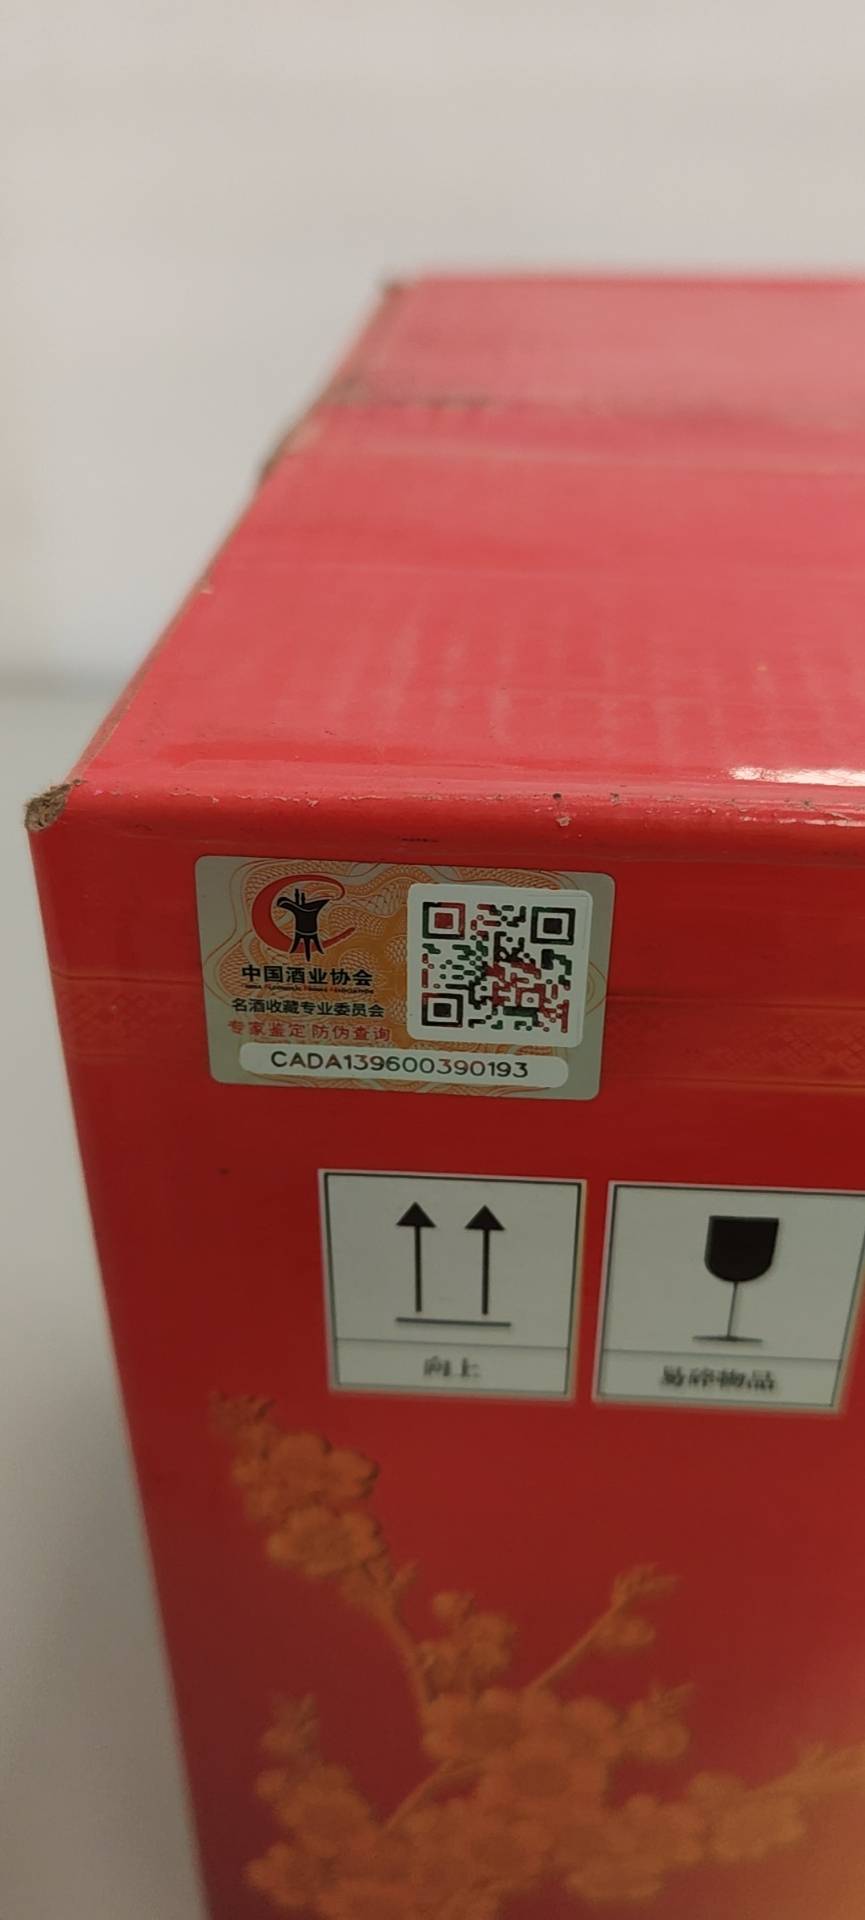 中国酒业协会
名酒收藏专业委员会
专家鉴定 防伪查询
CADA139600390193
向上
易碎物品